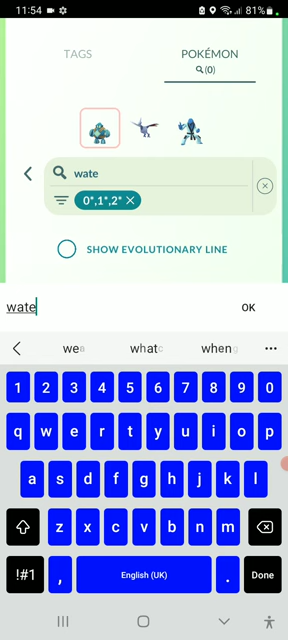 11:54
81%
TAGS
POKÉMON
(0)
wate
0*,1*,2*
SHOW EVOLUTIONARY LINE
wate
OK
we
what
when
1 2 3 4 5 6 7 8 9 0
q w e r t y u i o p
a s d f g h j k l
z x c v b n m
!#1 , English (UK) . Done